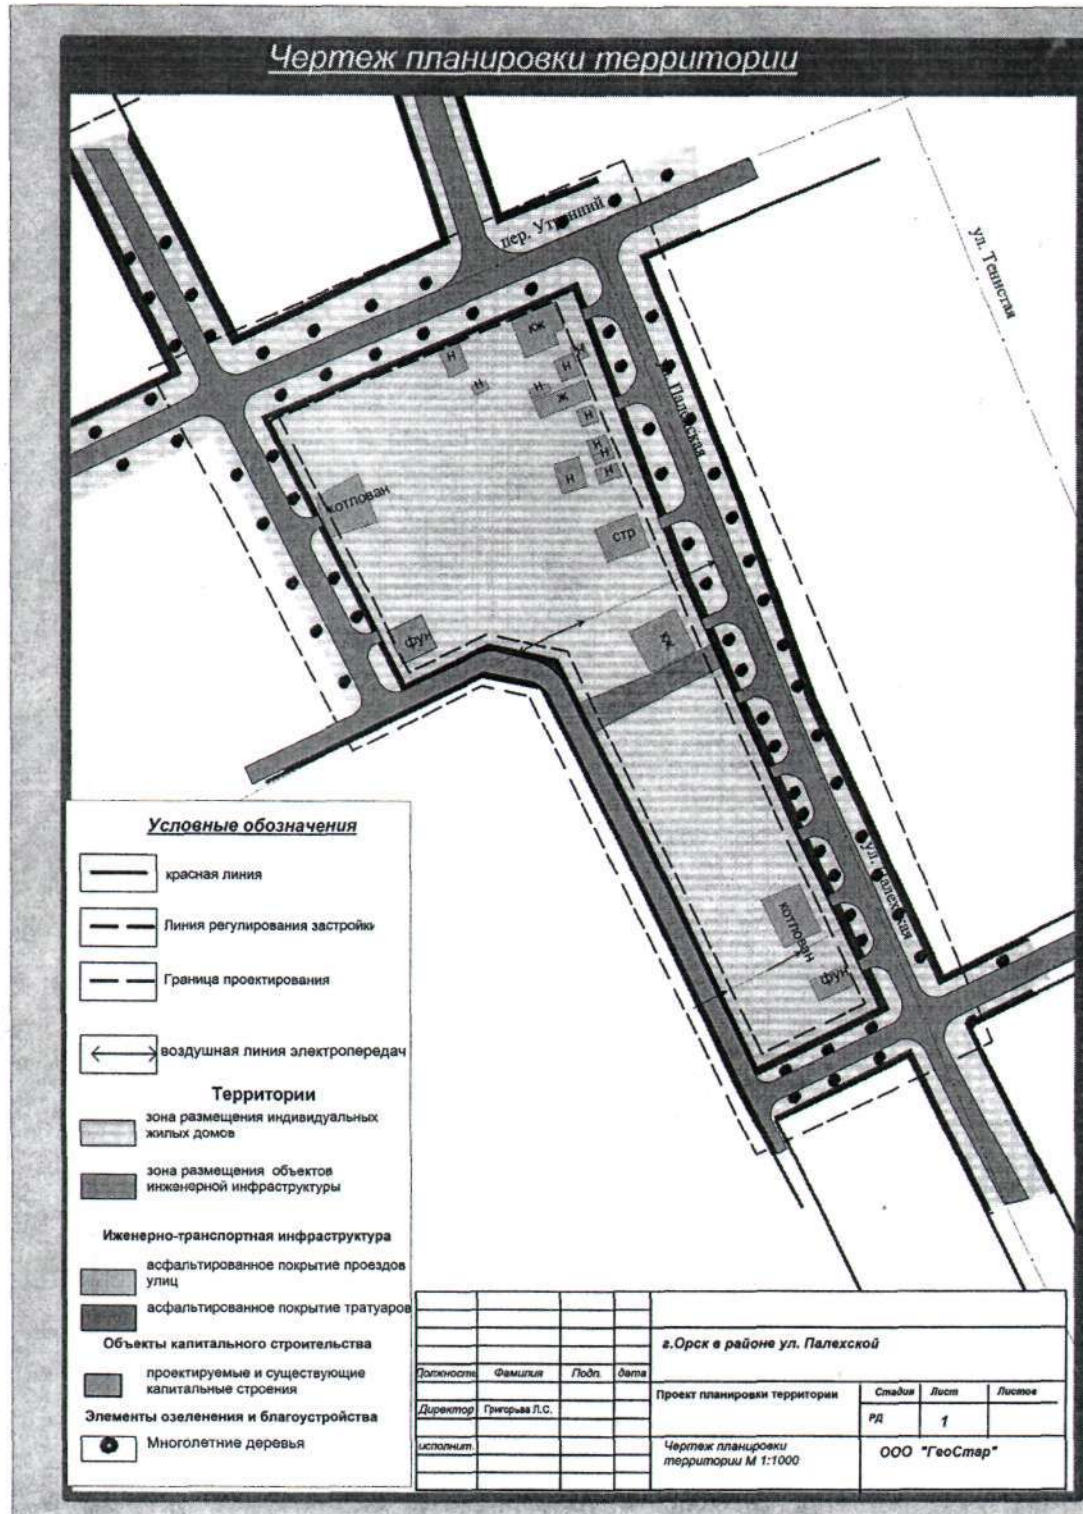 Чертеж планировки территории
пер. Утренний
ул. Тенистая
ул. Палехская
кж
Н
Н
Н
Н
Н
ж
Н
Н
Н
Н
Н
котлован
стр
фун
кж
ул. Палехская
котлован
фун
Условные обозначения
красная линия
Линия регулирования застройки
Граница проектирования
воздушная линия электропередач
Территории
зона размещения индивидуальных
жилых домов
зона размещения объектов
инженерной инфраструктуры
Иженерно-транспортная инфраструктура
асфальтированное покрытие проездов
улиц
асфальтированное покрытие тратуаров
Объекты капитального строительства
проектируемые и существующие
капитальные строения
Элементы озеленения и благоустройства
Многолетние деревья
г.Орск в районе ул. Палехской
Должность Фамилия Подп. дата
Проект планировки территории Стадия Лист Листов
Директор Григорьва Л.С.
РД 1
исполнит.
Чертеж планировки
территории М 1:1000
ООО "ГеоСтар"